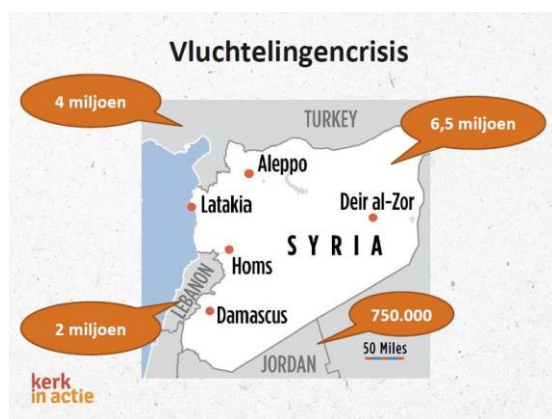 Vluchtelingencrisis
4 miljoen
TURKEY
6,5 miljoen
Aleppo
Latakia
Deir al-Zor
SYRIA
Homs
LEBANON
Damascus
2 miljoen
750.000
JORDAN
50 Miles
kerk
in actie